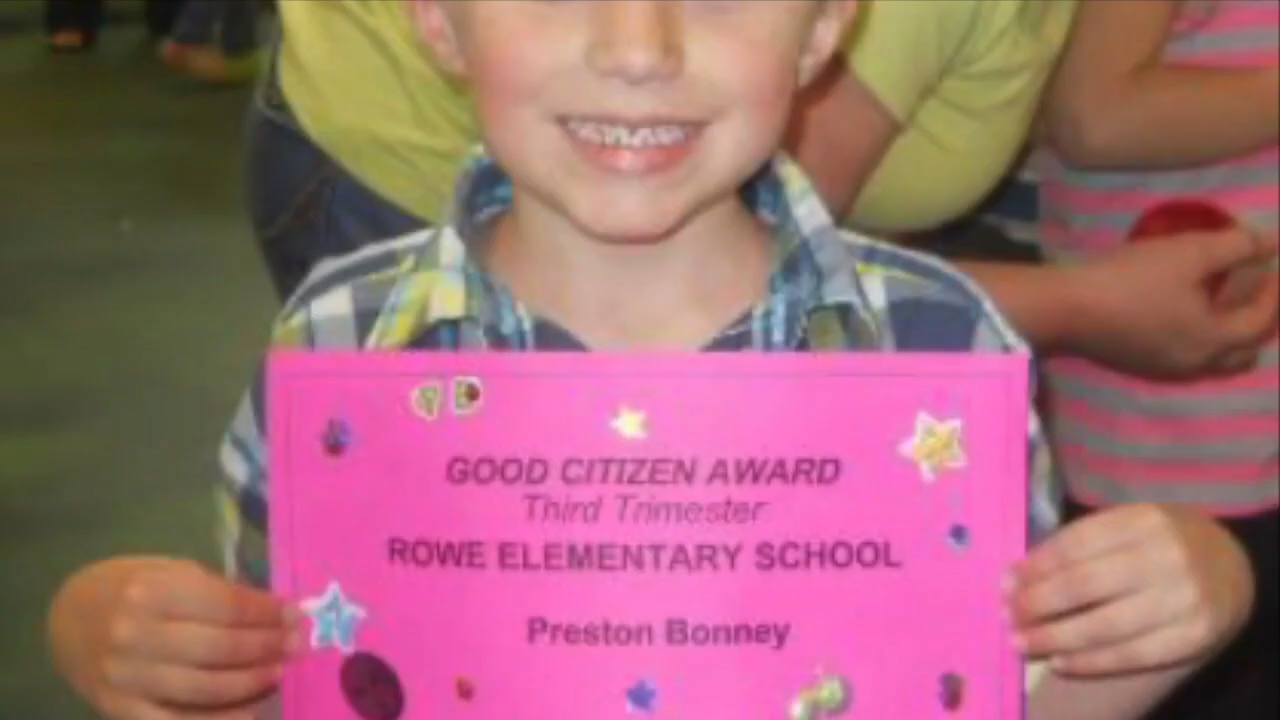 GOOD CITIZEN AWARD
Third Trimester
ROWE ELEMENTARY SCHOOL
Preston Bonney